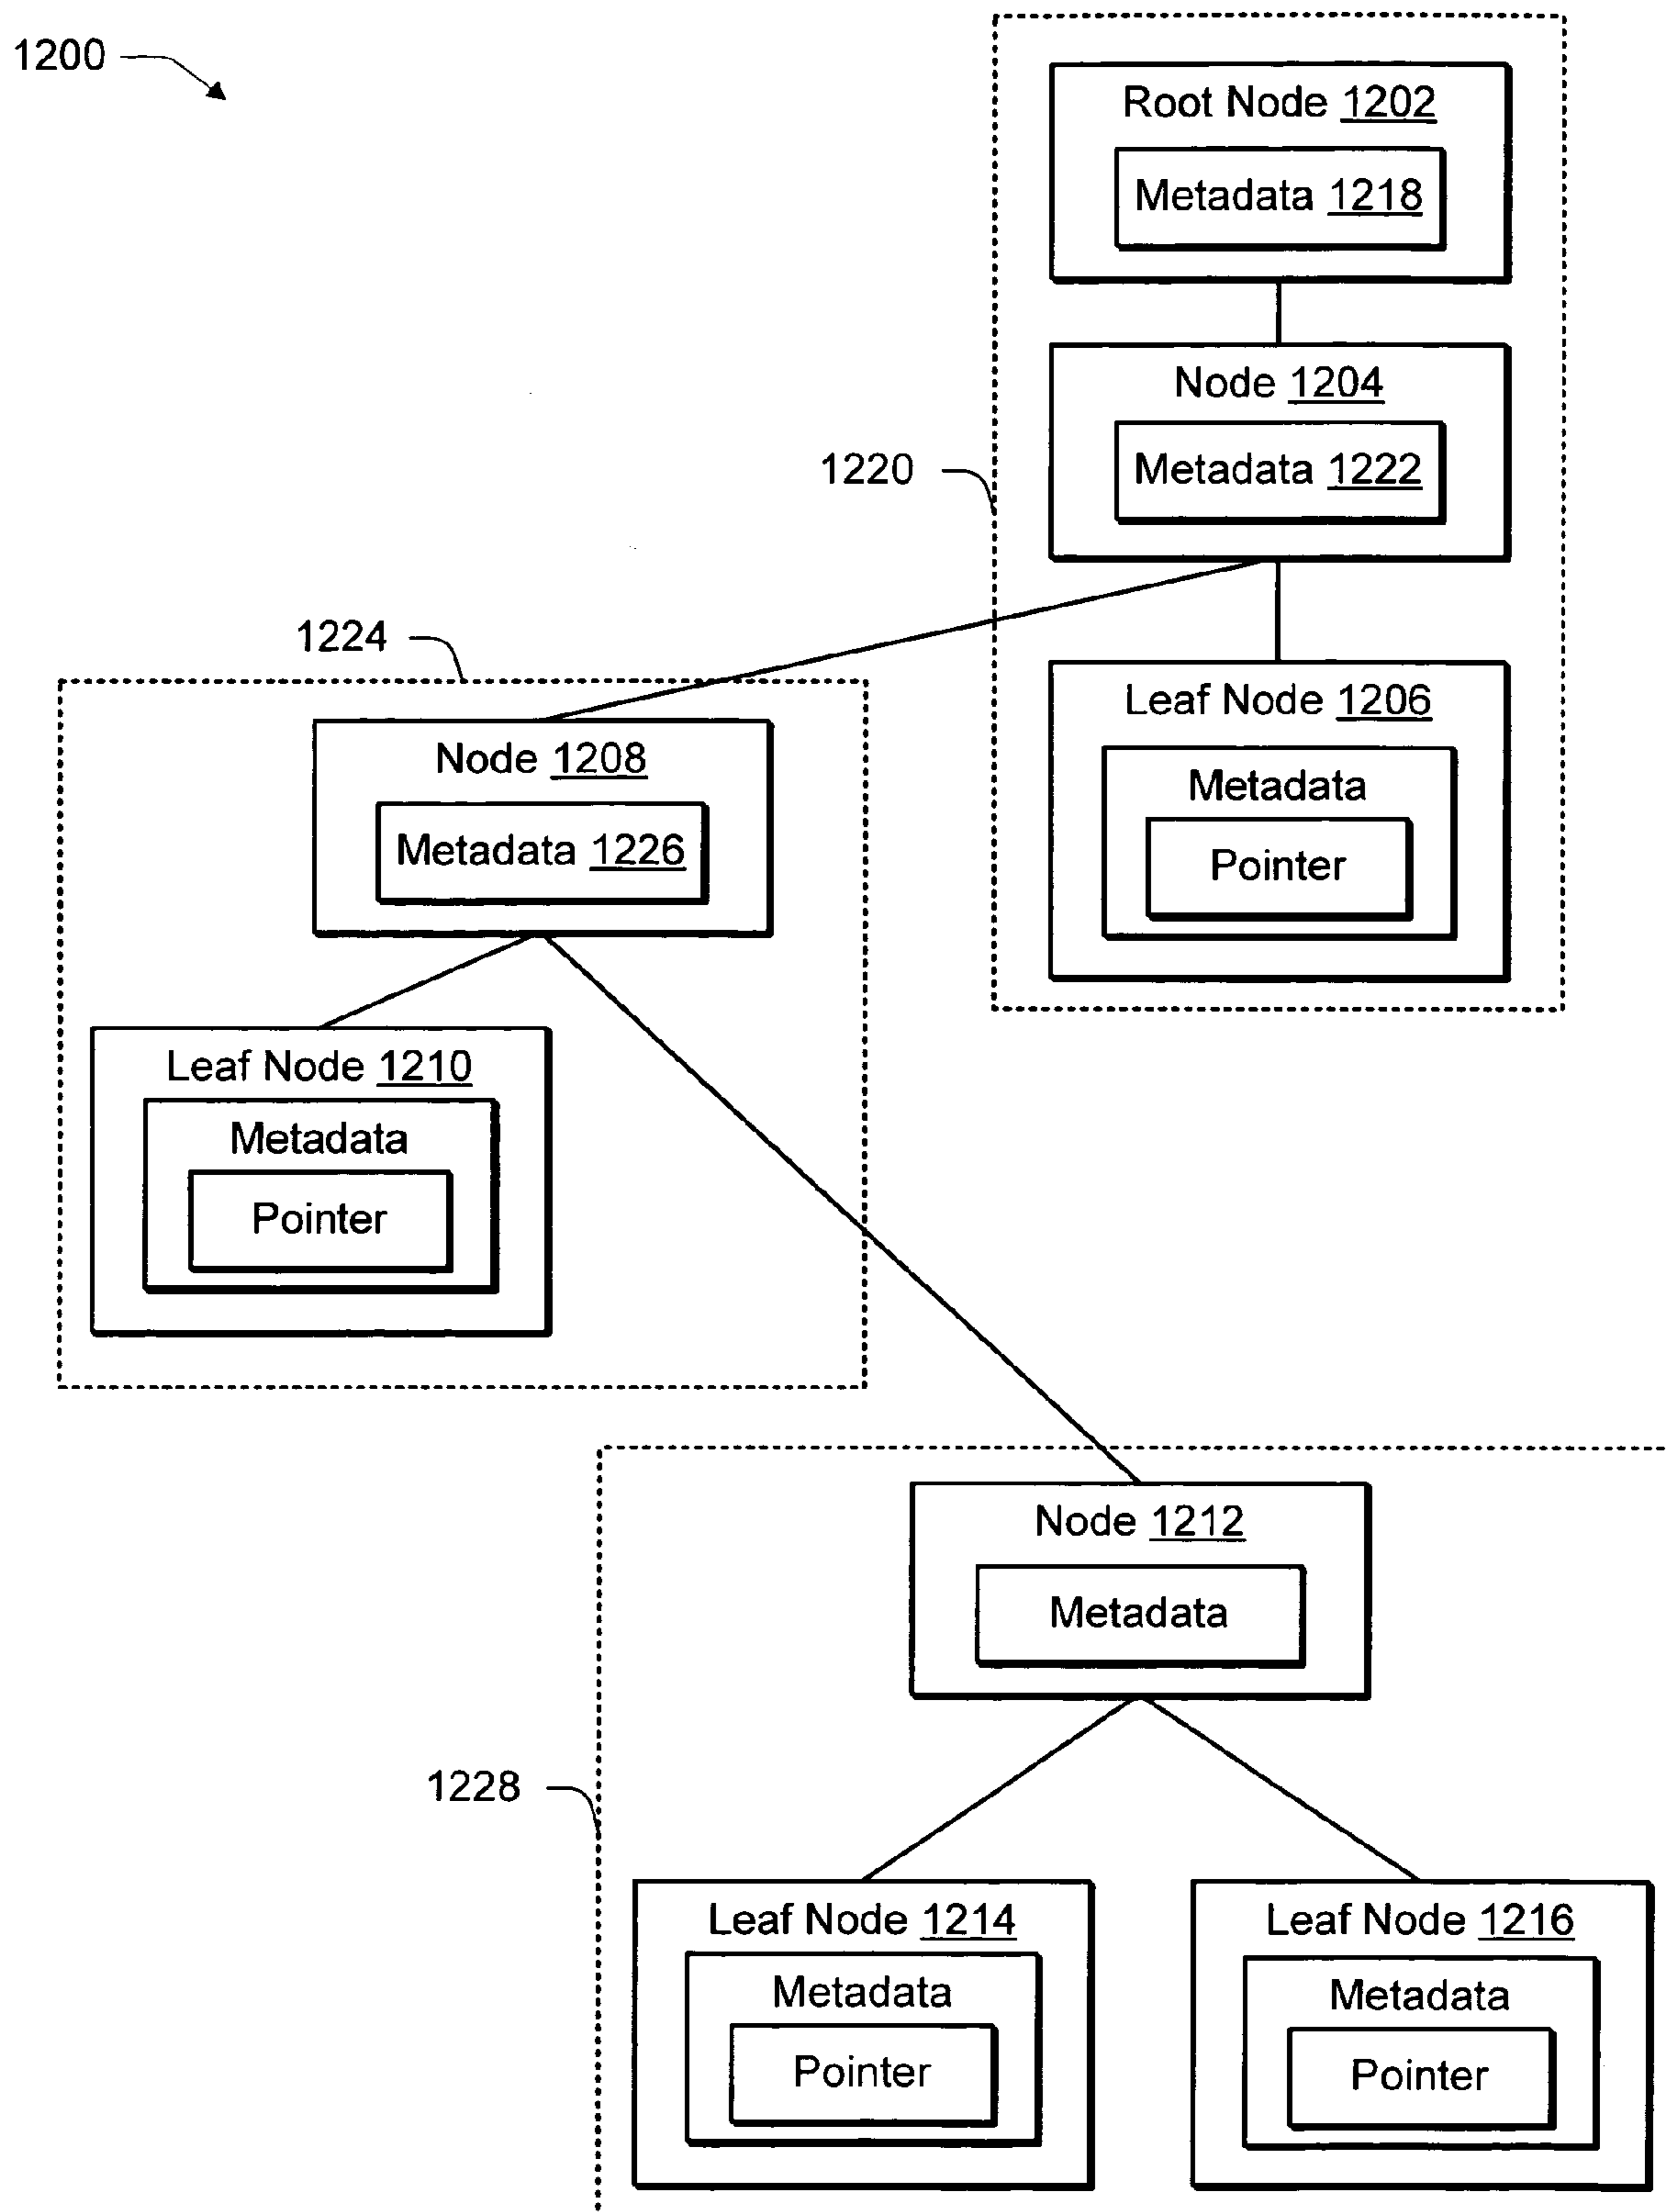 1200
Root Node 1202
Metadata 1218
Node 1204
Metadata 1222
1220
1224
Leaf Node 1206
Metadata
Pointer
Node 1208
Metadata 1226
Leaf Node 1210
Metadata
Pointer
Node 1212
Metadata
1228
Leaf Node 1214
Metadata
Pointer
Leaf Node 1216
Metadata
Pointer